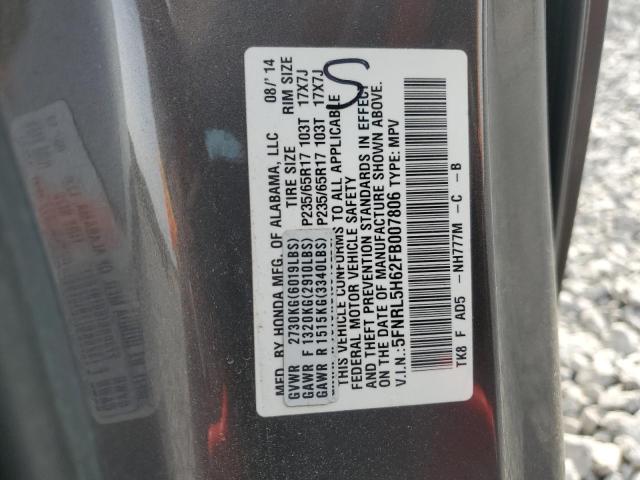 MFD. BY HONDA MFG. OF ALABAMA, LLC 08/'14
GVWR 2730KG(6019LBS) TIRE SIZE RIM SIZE
GAWR F 1320KG(2910LBS) P235/65R17 103T 17X7J
GAWR R 1515KG(3340LBS) P235/65R17 103T 17X7J
THIS VEHICLE CONFORMS TO ALL APPLICABLE
FEDERAL MOTOR VEHICLE SAFETY
AND THEFT PREVENTION STANDARDS IN EFFECT
ON THE DATE OF MANUFACTURE SHOWN ABOVE.
V.I.N.:5FNRL5H62FB007806 TYPE: MPV
TK8 F AD5 -NH777M -C -B